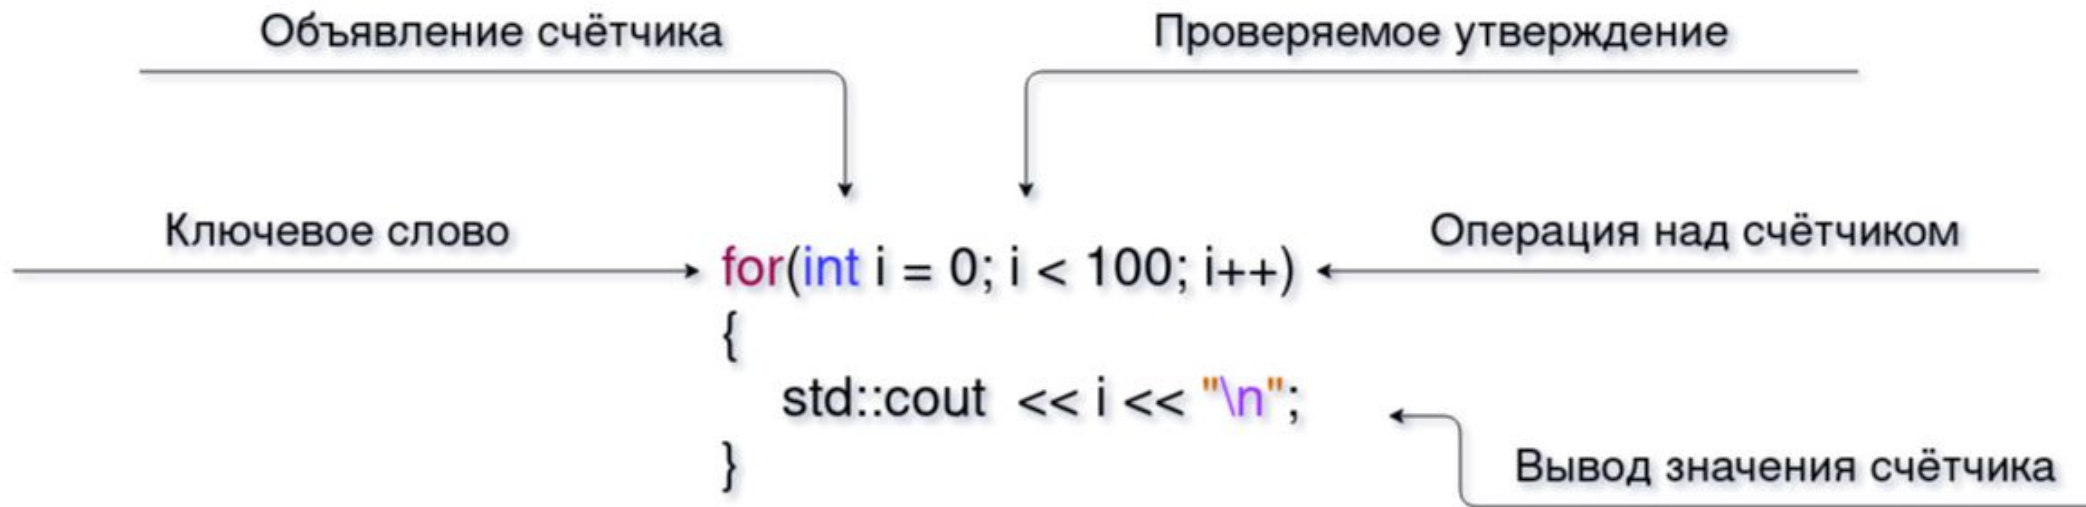 Объявление счётчика
Проверяемое утверждение
Ключевое слово
Операция над счётчиком
for(int i = 0; i < 100; i++)
{
std::cout << i << "\n";
}
Вывод значения счётчика